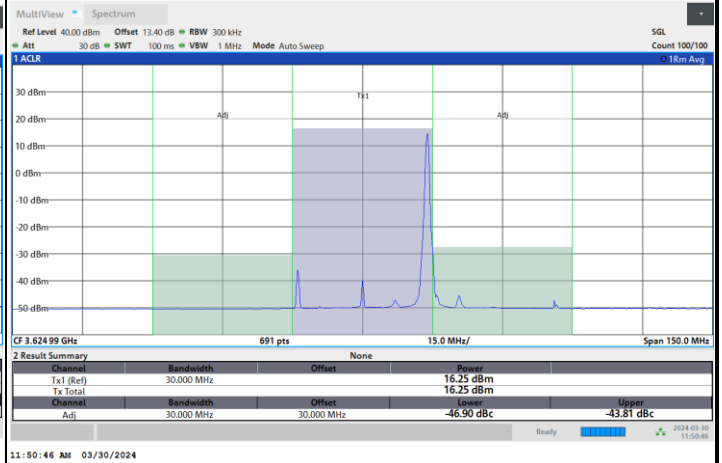 MultiView Spectrum
Ref Level 40.00 dBm Offset 13.40 dB RBW 300 kHz SGL
Att 30 dB SWT 100 ms VBW 1 MHz Mode Auto Sweep Count 100/100
1 ACLR 1Rm Avg
30 dBm
Tx1
Adj Adj
20 dBm
10 dBm
0 dBm
-10 dBm
-20 dBm
-30 dBm
-40 dBm
-50 dBm
CF 3.624 99 GHz 691 pts 15.0 MHz/ Span 150.0 MHz
2 Result Summary None
Channel Bandwidth Offset Power
Tx1 (Ref) 30.000 MHz 16.25 dBm
Tx Total 16.25 dBm
Channel Bandwidth Offset Lower Upper
Adj 30.000 MHz 30.000 MHz -46.90 dBc -43.81 dBc
Ready 2024-03-30
11:50:46
11:50:46 AM 03/30/2024